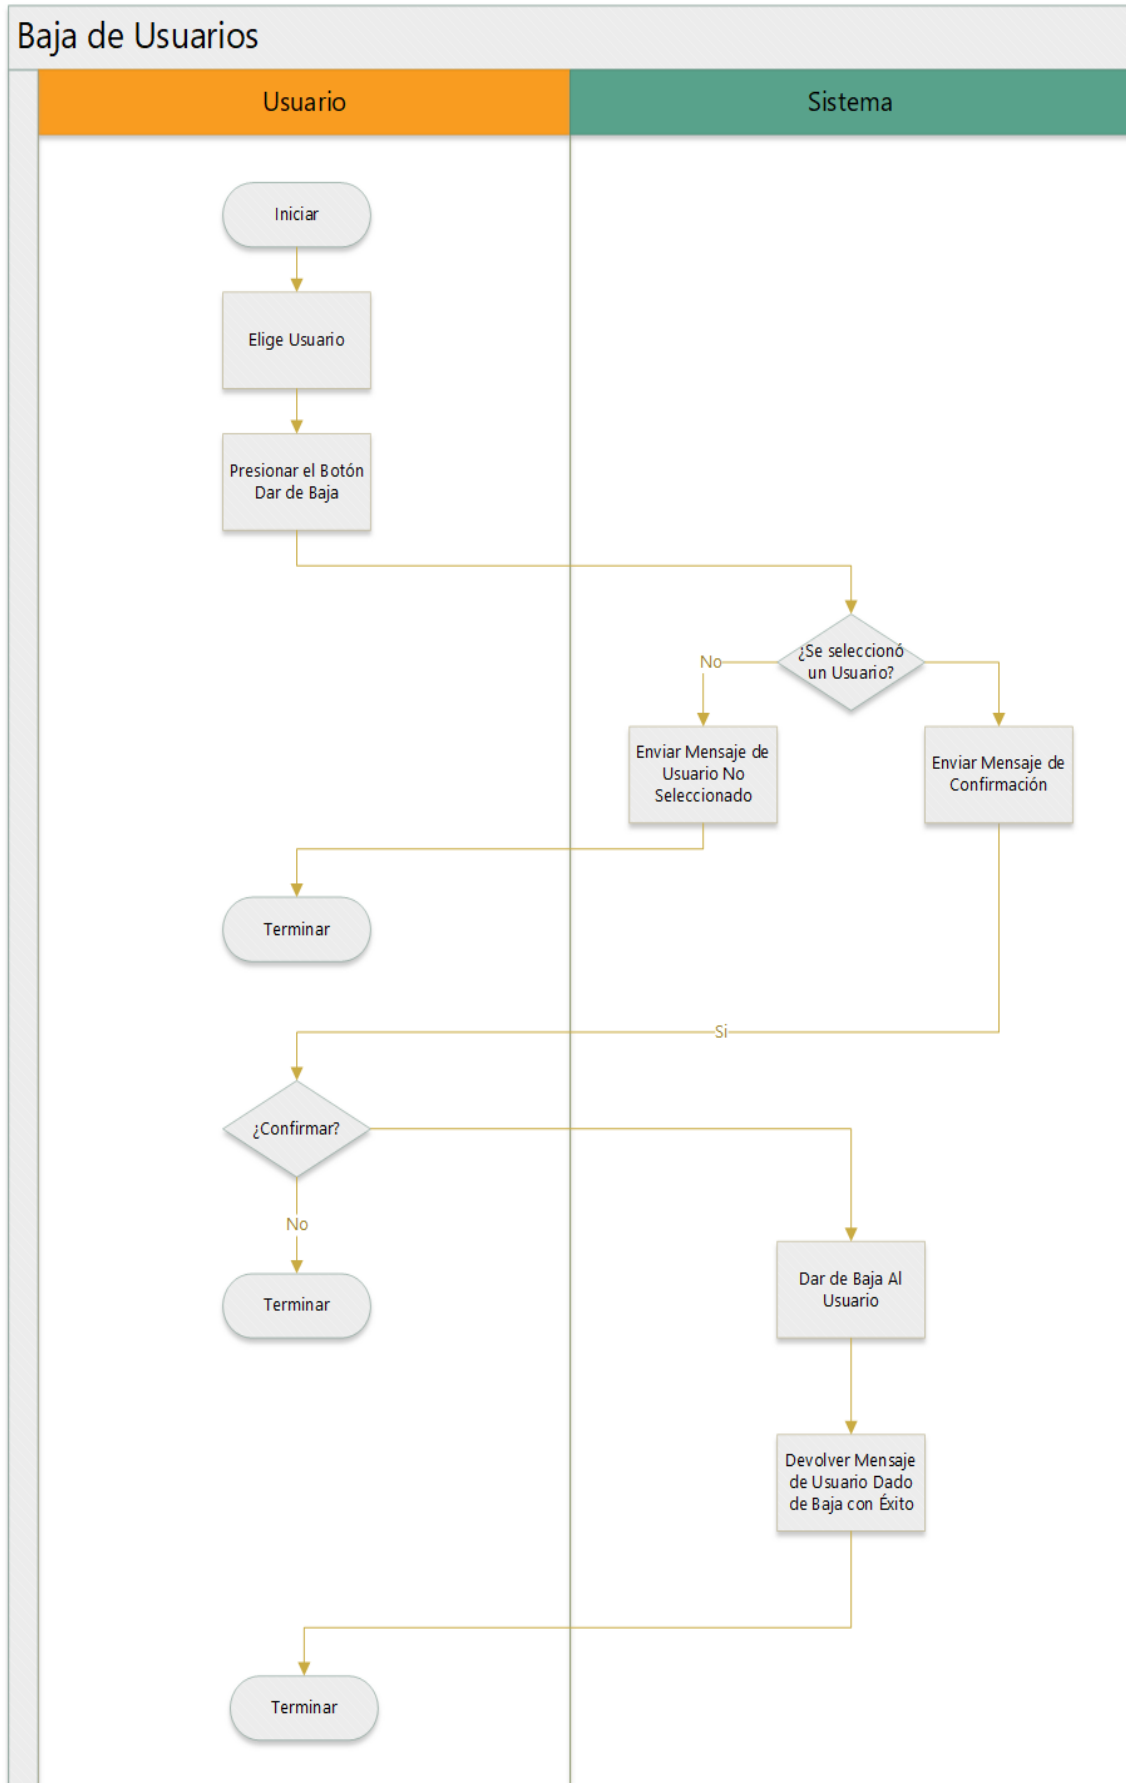 Baja de Usuarios
Usuario
Sistema
Iniciar
Elige Usuario
Presionar el Botón
Dar de Baja
¿Se seleccionó
un Usuario?
No
Enviar Mensaje de
Usuario No
Seleccionado
Enviar Mensaje de
Confirmación
Terminar
Si
¿Confirmar?
No
Terminar
Dar de Baja Al
Usuario
Devolver Mensaje
de Usuario Dado
de Baja con Éxito
Terminar